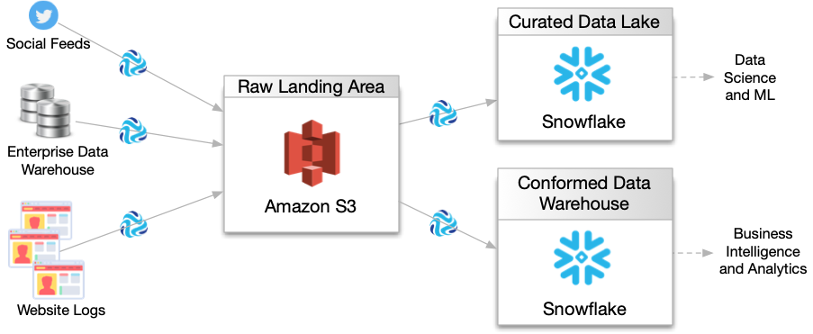 Social Feeds
Enterprise Data
Warehouse
Website Logs
Raw Landing Area
Amazon S3
Curated Data Lake
Snowflake
Conformed Data
Warehouse
Snowflake
Data
Science
and ML
Business
Intelligence
and Analytics